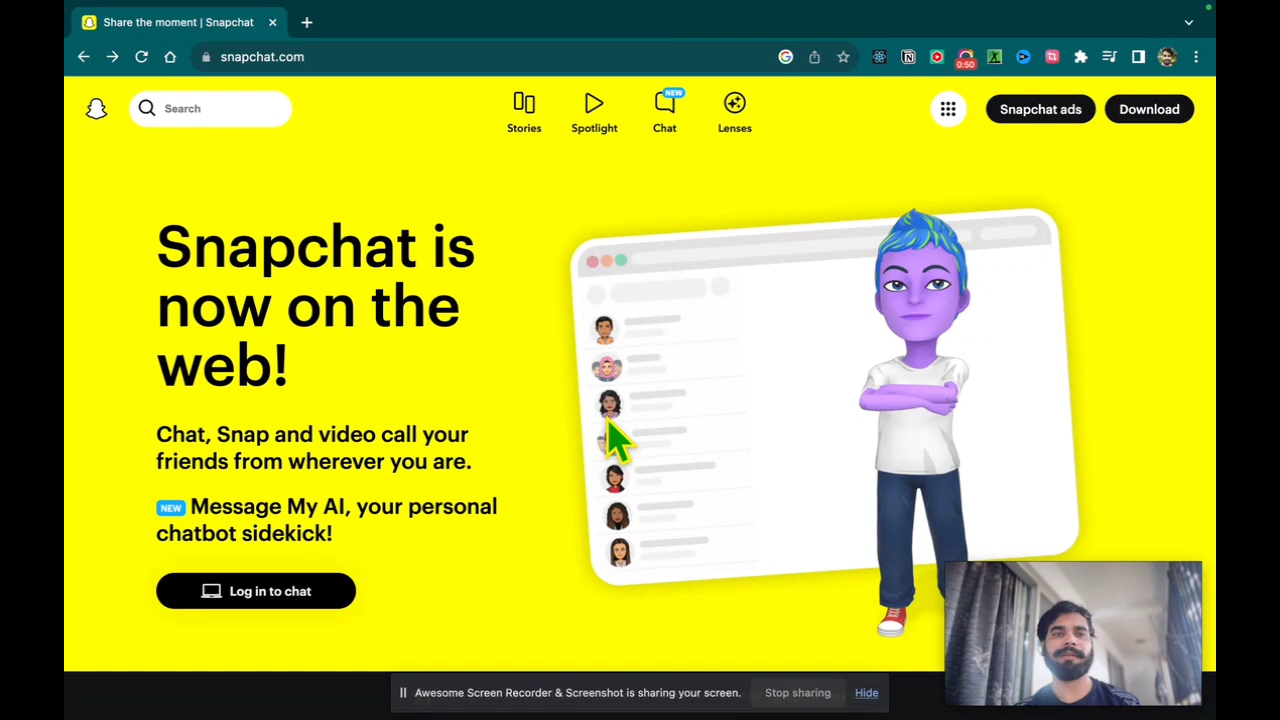 Share the moment | Snapchat
snapchat.com
0:50
Search
Stories
Spotlight
NEW
Chat
Lenses
Snapchat ads
Download
Snapchat is
now on the
web!
Chat, Snap and video call your
friends from wherever you are.
NEW Message My AI, your personal
chatbot sidekick!
Log in to chat
Awesome Screen Recorder & Screenshot is sharing your screen.
Stop sharing
Hide